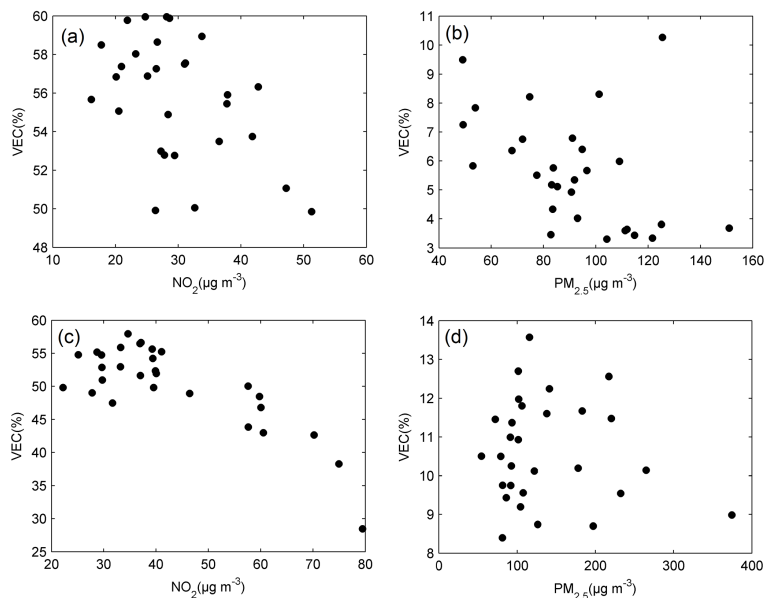 (a)
VEC(%)
60
58
56
54
52
50
48
10 20 30 40 50 60
NO2(μg m-3)
(b)
VEC(%)
11
10
9
8
7
6
5
4
3
40 60 80 100 120 140 160
PM2.5(μg m-3)
(c)
VEC(%)
60
55
50
45
40
35
30
25
20 30 40 50 60 70 80
NO2(μg m-3)
(d)
VEC(%)
14
13
12
11
10
9
8
0 100 200 300 400
PM2.5(μg m-3)